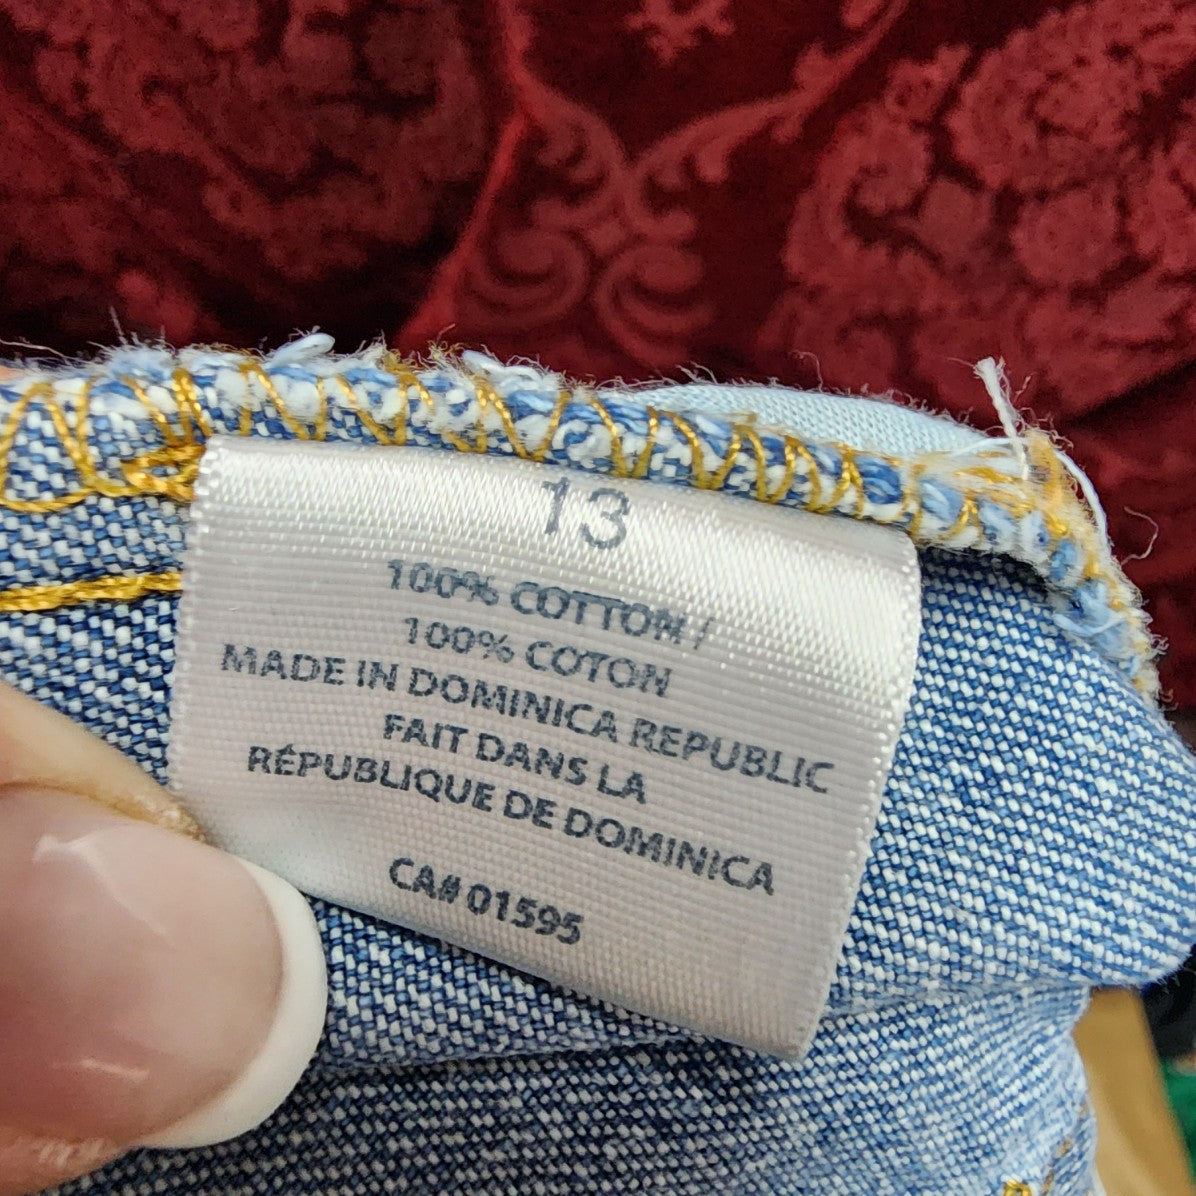 13
100% COTTON /
100% COTON
MADE IN DOMINICA REPUBLIC
FAIT DANS LA
RÉPUBLIQUE DE DOMINICA
CA# 01595